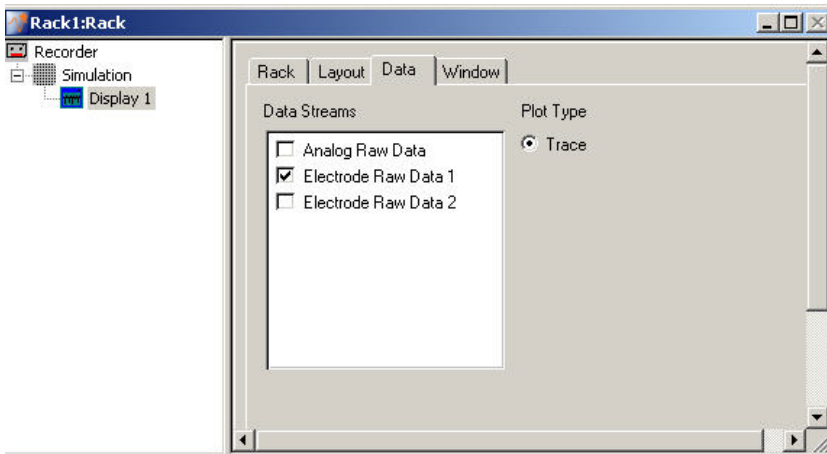 Rack1:Rack
Recorder
Simulation
Display 1
Rack
Layout
Data
Window
Data Streams
Analog Raw Data
Electrode Raw Data 1
Electrode Raw Data 2
Plot Type
Trace